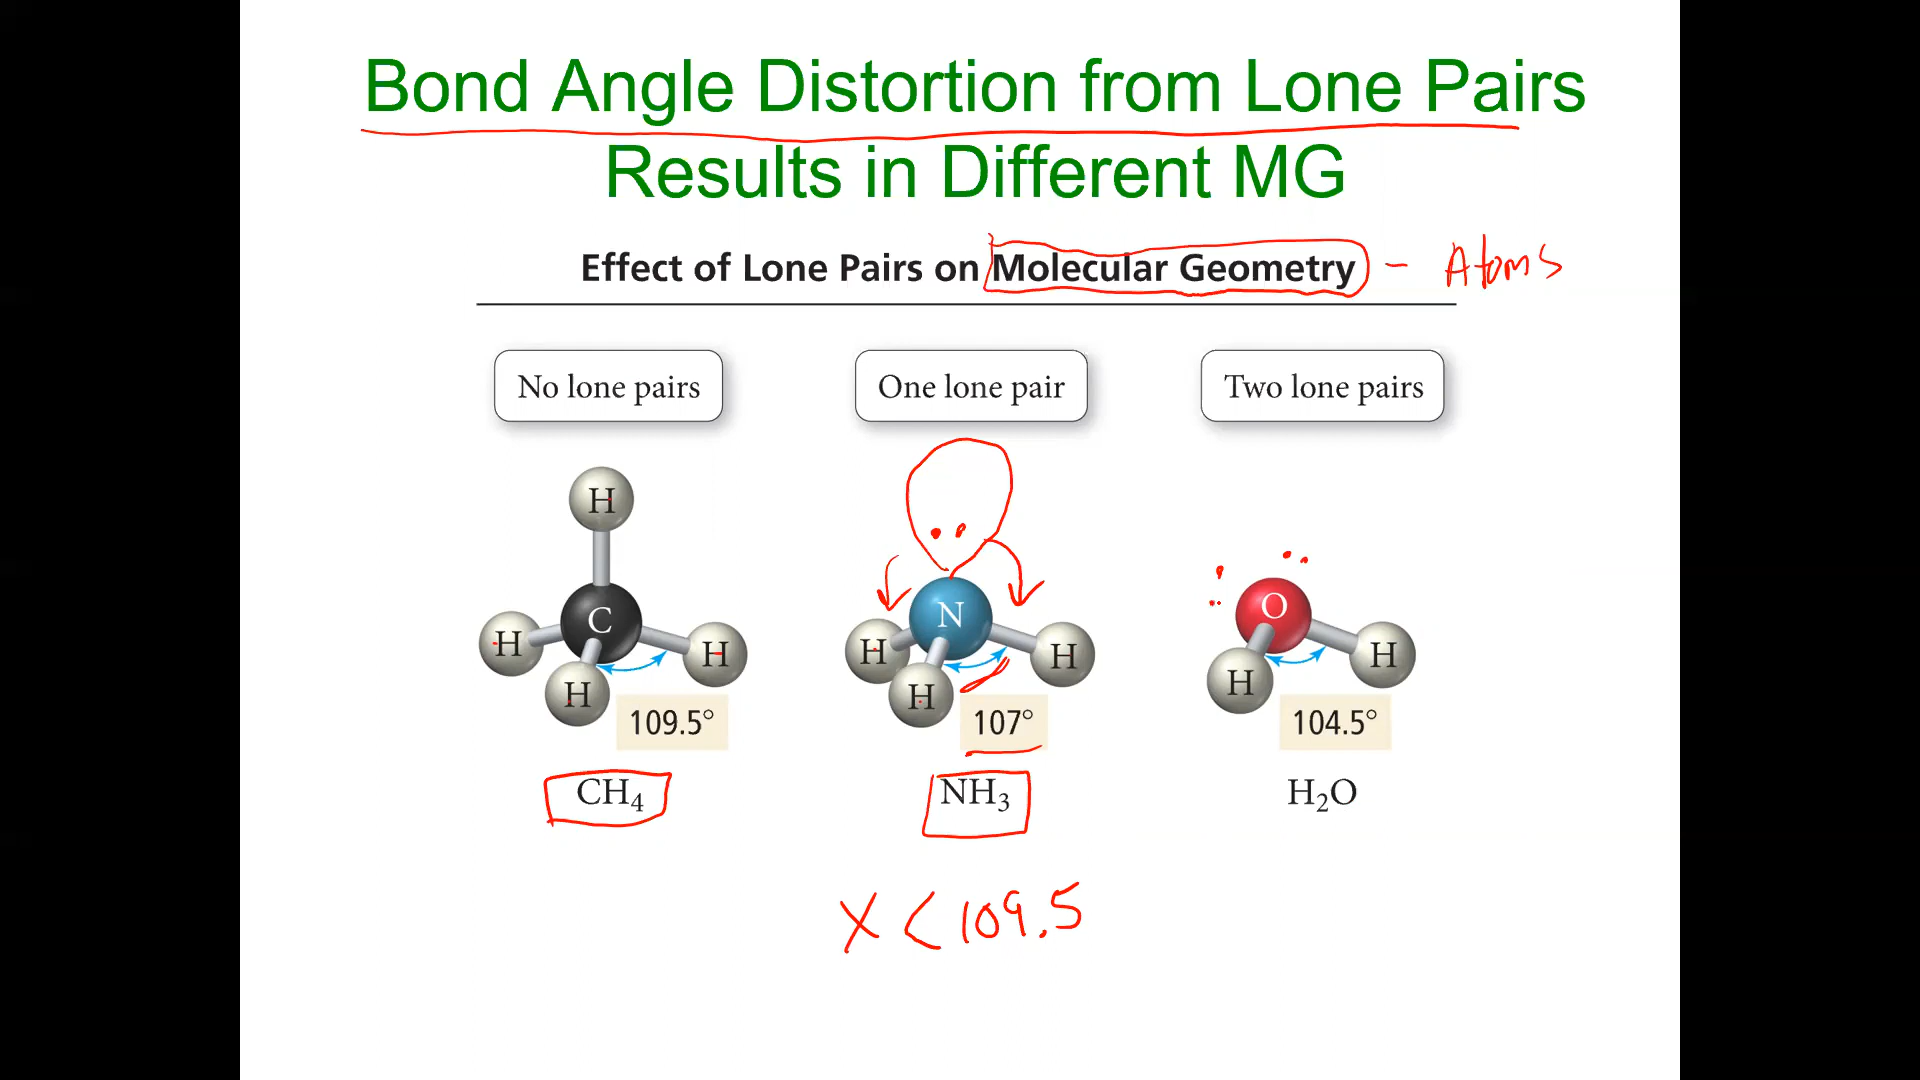 Bond Angle Distortion from Lone Pairs
Results in Different MG
Effect of Lone Pairs on Molecular Geometry - Atoms
No lone pairs
One lone pair
Two lone pairs
H
C
H
H
H
109.5°
CH₄
N
H
H
H
107°
NH₃
O
H
H
104.5°
H₂O
X < 109.5